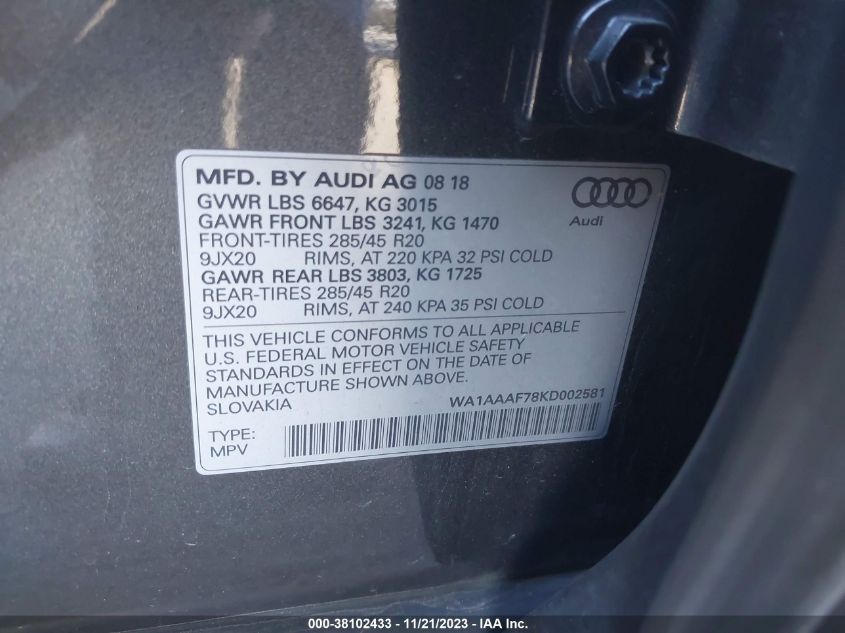 MFD. BY AUDI AG 08 18
GVWR LBS 6647, KG 3015
GAWR FRONT LBS 3241, KG 1470
FRONT-TIRES 285/45 R20
9JX20 RIMS, AT 220 KPA 32 PSI COLD
GAWR REAR LBS 3803, KG 1725
REAR-TIRES 285/45 R20
9JX20 RIMS, AT 240 KPA 35 PSI COLD
Audi
THIS VEHICLE CONFORMS TO ALL APPLICABLE
U.S. FEDERAL MOTOR VEHICLE SAFETY
STANDARDS IN EFFECT ON THE DATE OF
MANUFACTURE SHOWN ABOVE.
SLOVAKIA WA1AAAF78KD002581
TYPE:
MPV
000-38102433 - 11/21/2023 - IAA Inc.